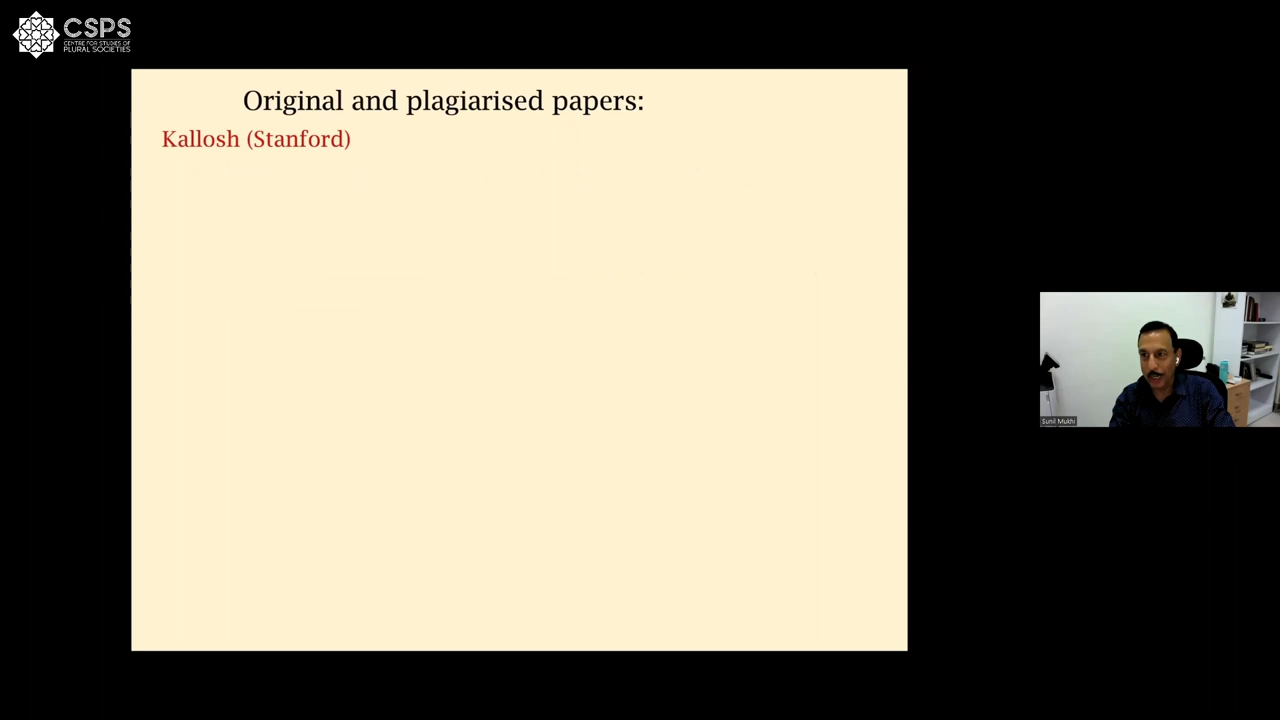 CSPS
CENTRE FOR STUDIES OF
PLURAL SOCIETIES
Original and plagiarised papers:
Kallosh (Stanford)
Sunil Mukhi